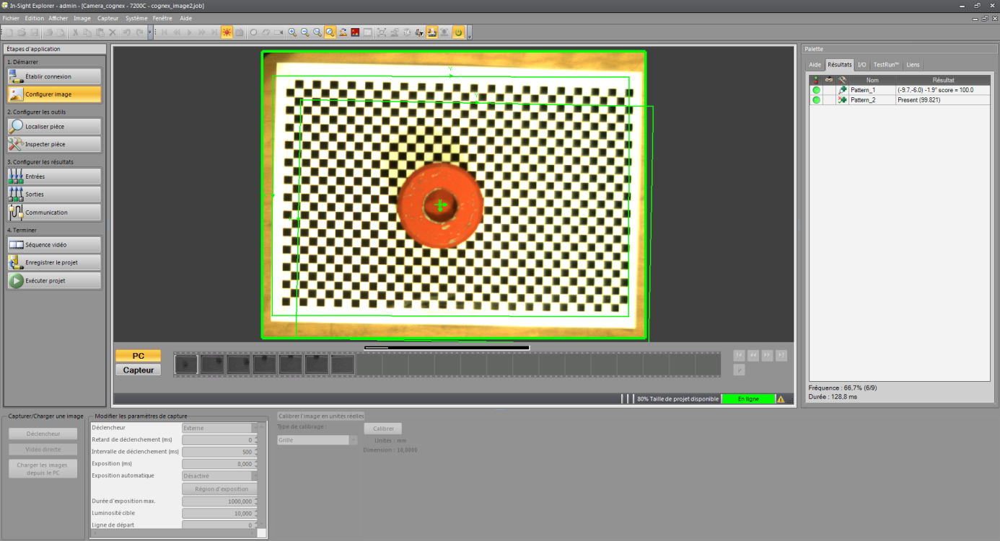 In-Sight Explorer - admin - [Camera_cognex - 7200C - cognex_image2.job]
Fichier Edition Afficher Image Capteur Système Fenêtre Aide
Étapes d'application
1. Démarrer
Établir connexion
Configurer image
2. Configurer les outils
Localiser pièce
Inspecter pièce
3. Configurer les résultats
Entrées
Sorties
Communication
4. Terminer
Séquence vidéo
Enregistrer le projet
Exécuter projet
Y
Y
PC
Capteur
80% Taille de projet disponible
En ligne
Palette
Aide Résultats I/O TestRun™ Liens
Nom Résultat
Pattern_1 (-9.7,-6.0) -1.9° score = 100.0
Pattern_2 Present (99.821)
Fréquence : 66,7% (6/9)
Durée : 128,8 ms
Capturer/Charger une image
Déclencheur
Vidéo directe
Charger les images
depuis le PC
Modifier les paramètres de capture
Déclencheur Externe
Retard de déclenchement (ms) 0
Intervalle de déclenchement (ms) 500
Exposition (ms) 8,000
Exposition automatique Désactivé
Région d'exposition
Durée d'exposition max. 1000,000
Luminosité cible 10,000
Ligne de départ 0
Calibrer l'image en unités réelles
Type de calibrage :
Grille
Calibrer
Unités : mm
Dimension : 10,0000